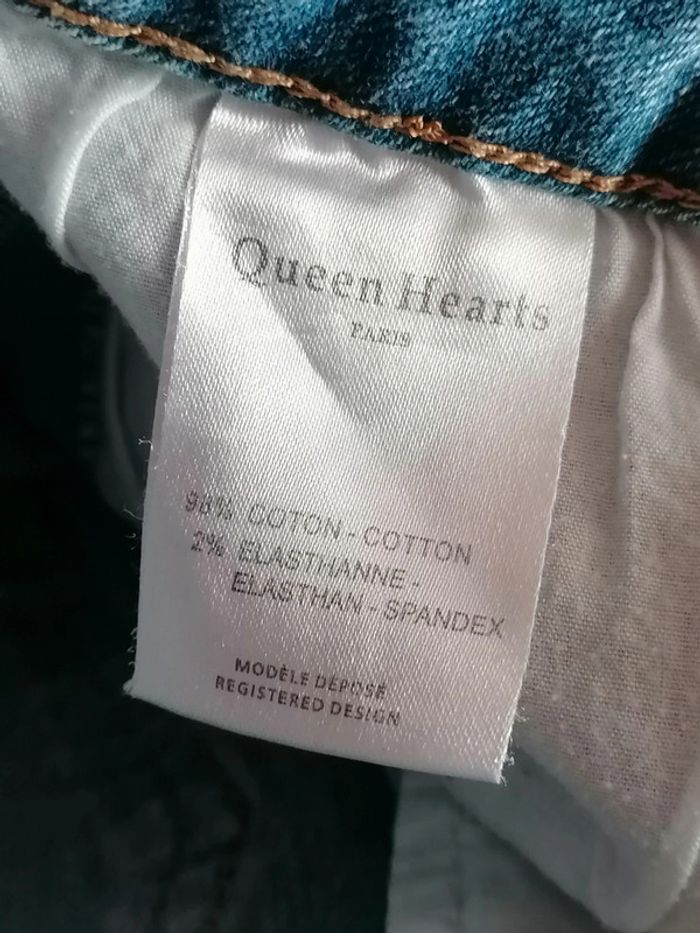 Queen Hearts
PARIS
98% COTON - COTTON
2% ELASTHANNE -
ELASTHAN - SPANDEX
MODÈLE DÉPOSÉ
REGISTERED DESIGN